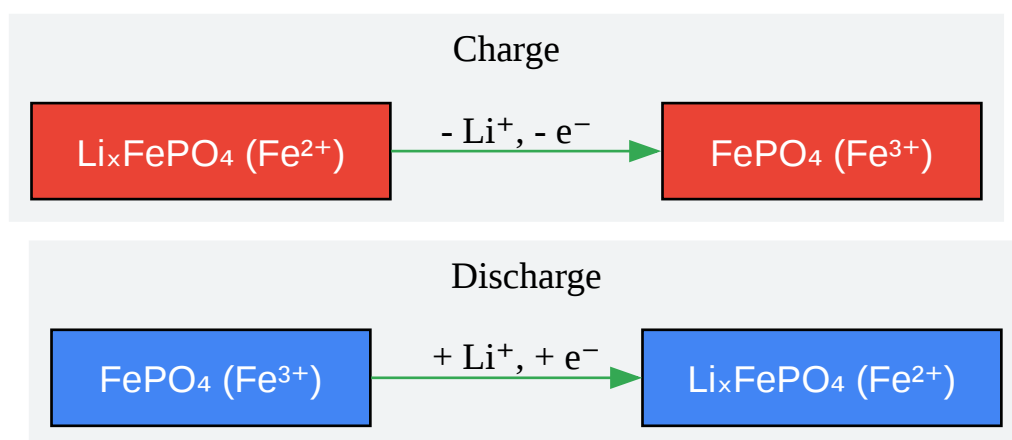 Charge
LiₓFePO₄ (Fe²⁺)
- Li⁺, - e⁻
FePO₄ (Fe³⁺)
Discharge
FePO₄ (Fe³⁺)
+ Li⁺, + e⁻
LiₓFePO₄ (Fe²⁺)